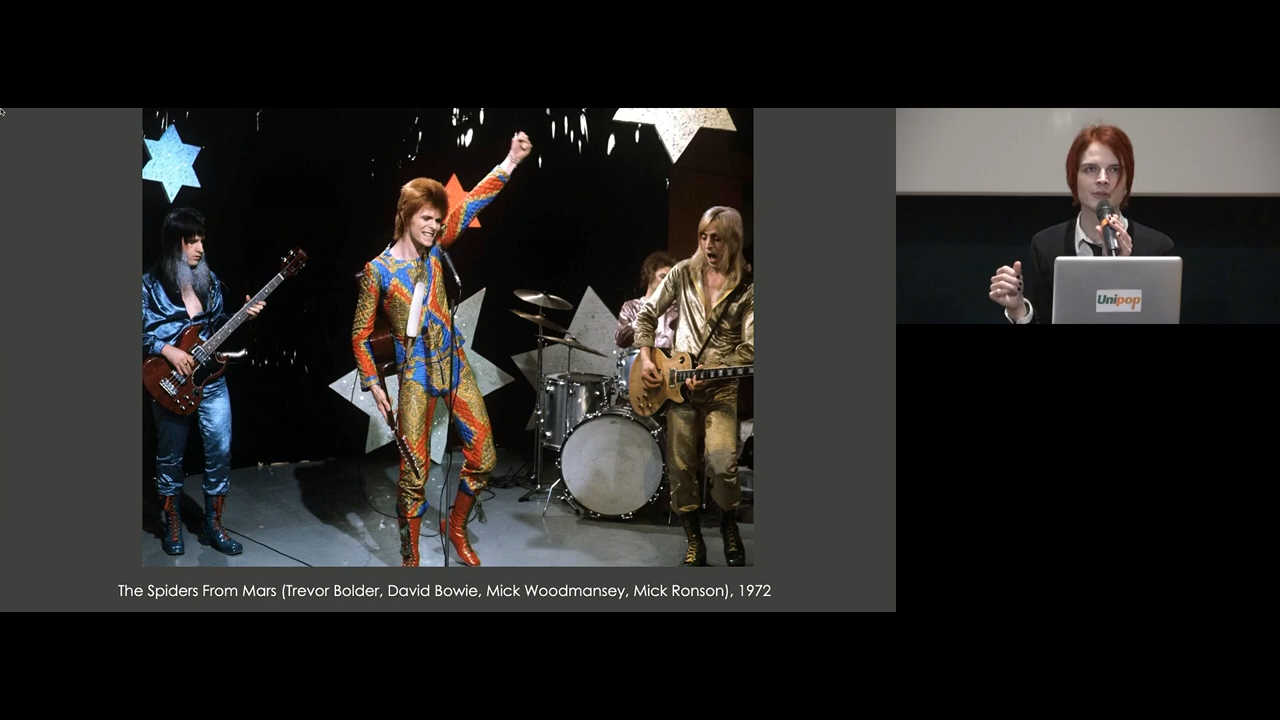 Unipop
The Spiders From Mars (Trevor Bolder, David Bowie, Mick Woodmansey, Mick Ronson), 1972